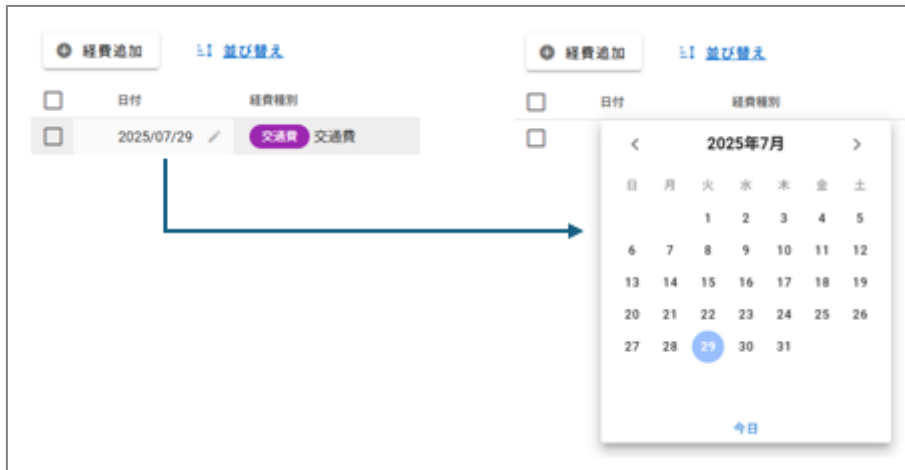 経費追加 並び替え
日付 経費種別
2025/07/29 交通費 交通費
経費追加 並び替え
日付 経費種別
2025年7月
日 月 火 水 木 金 土
1 2 3 4 5
6 7 8 9 10 11 12
13 14 15 16 17 18 19
20 21 22 23 24 25 26
27 28 29 30 31
今日